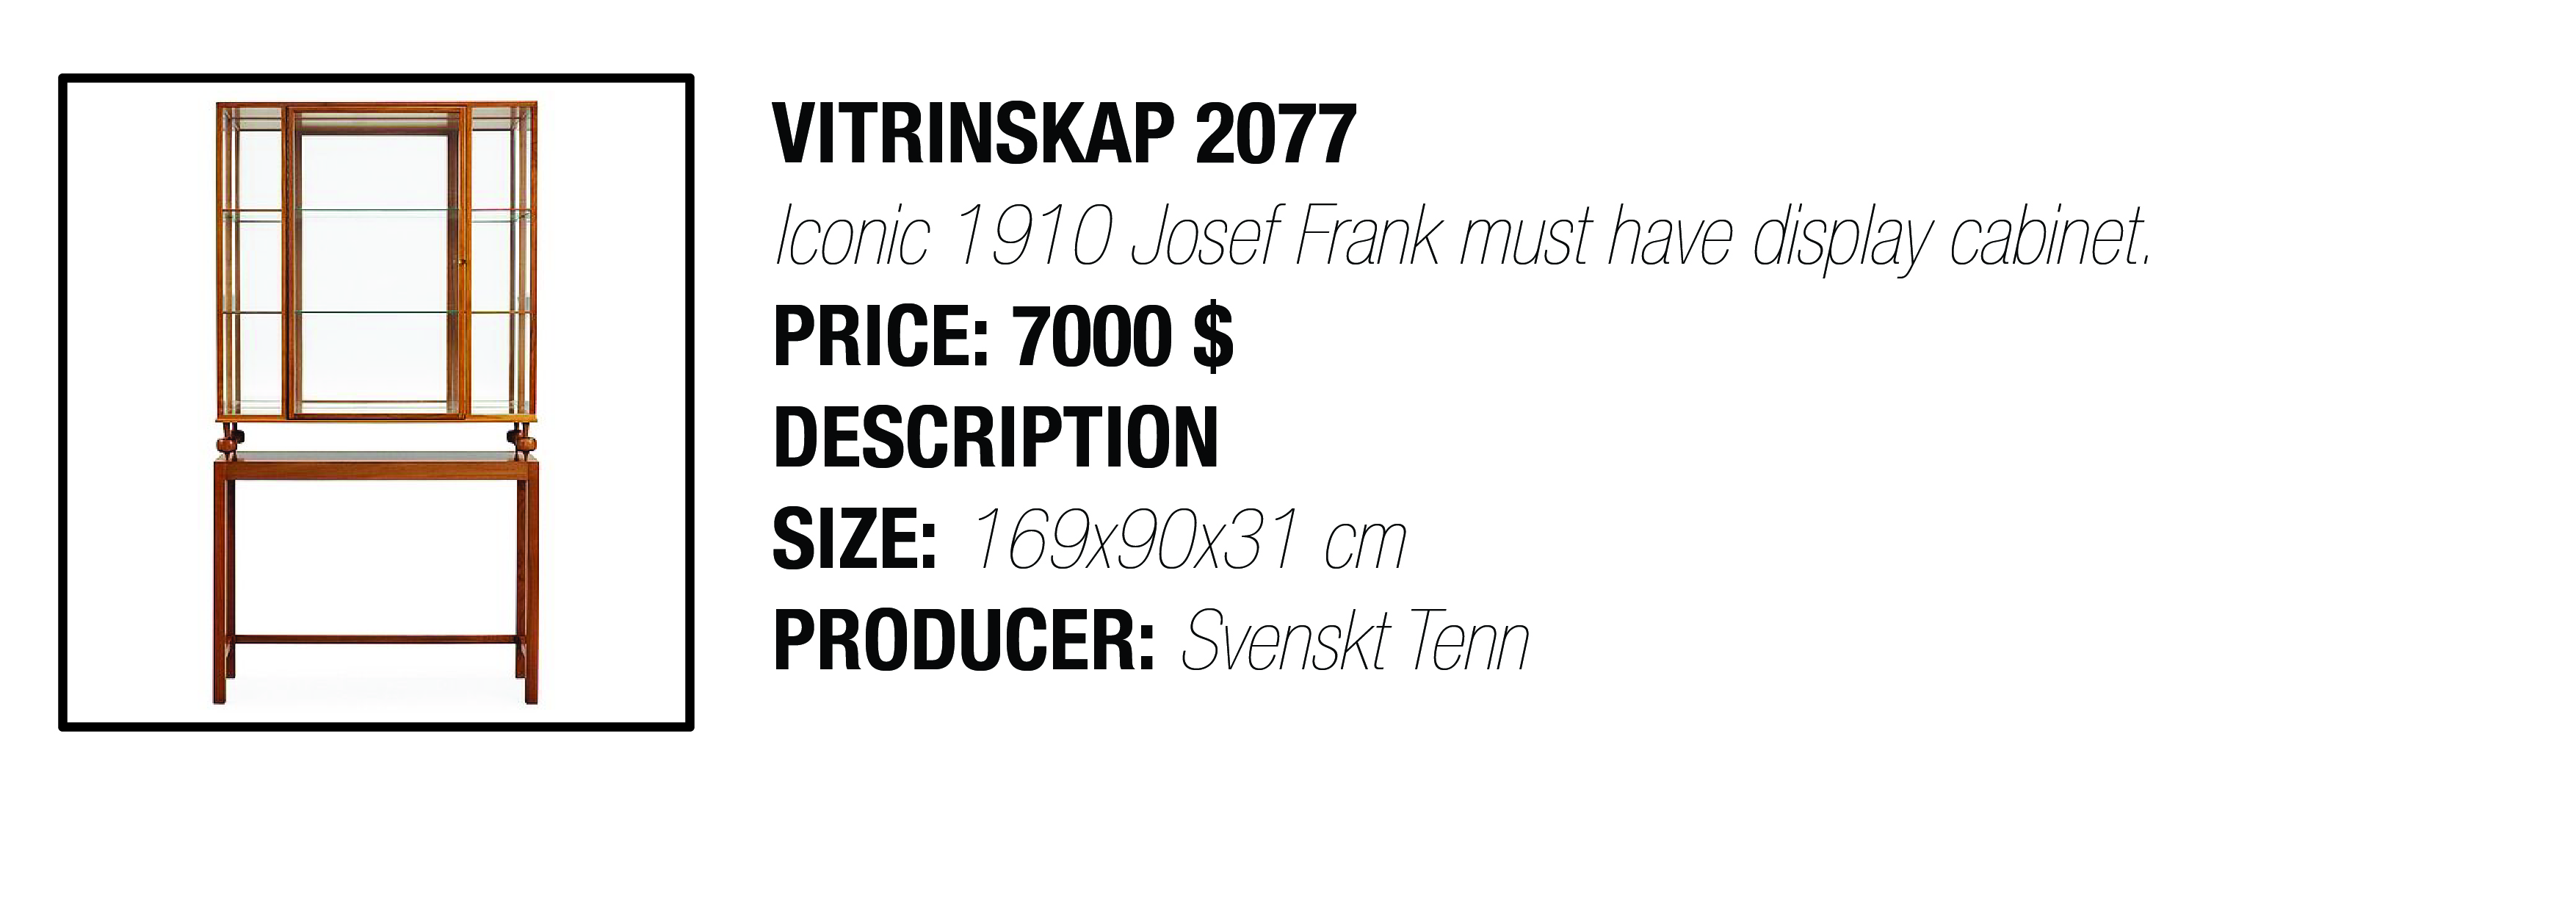 VITRINSKAP 2077
Iconic 1910 Josef Frank must have display cabinet.
PRICE: 7000 $
DESCRIPTION
SIZE: 169x90x31 cm
PRODUCER: Svenskt Tenn